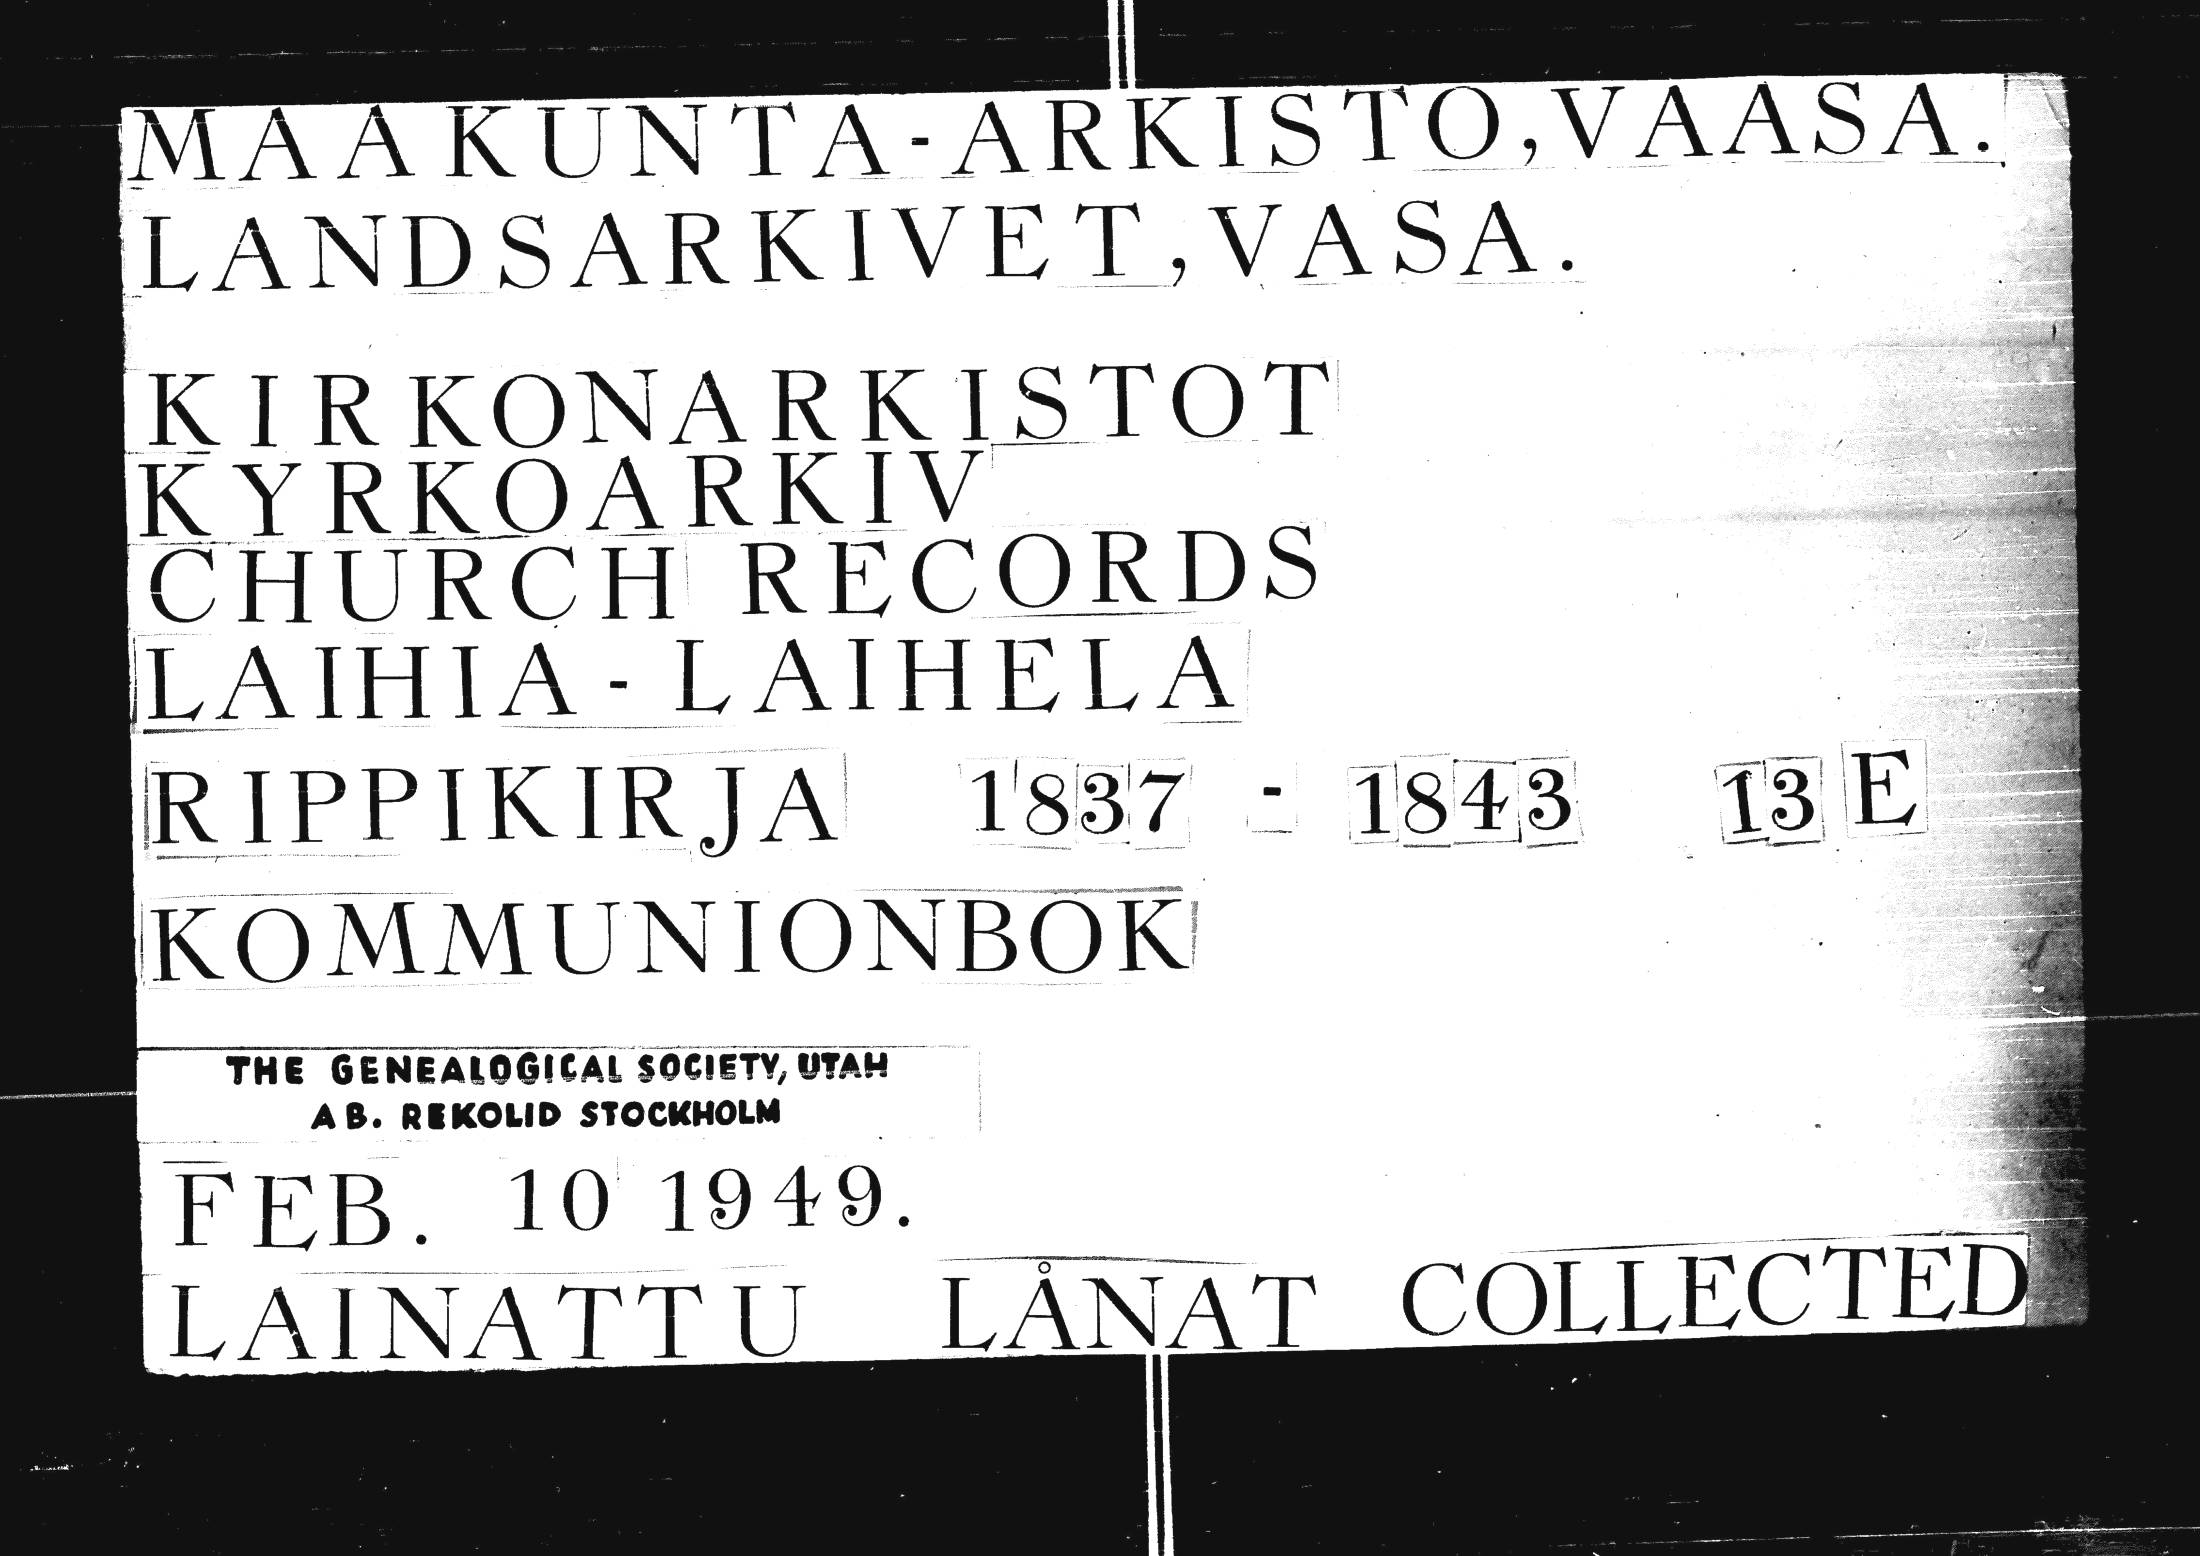 MAAKUNTA-ARKISTO, VAASA.
LANDSARKIVET, VASA.
KIRKONARKISTOT
KYRKOARKIV
CHURCH RECORDS
LAIHIA - LAIHELA
RIPPIKIRJA 1837 - 1843 13 E
KOMMUNIONBOK
THE GENEALOGICAL SOCIETY, UTAH
AB. REKOLID STOCKHOLM
FEB. 10 1949.
LAINATTU LÅNAT COLLECTED